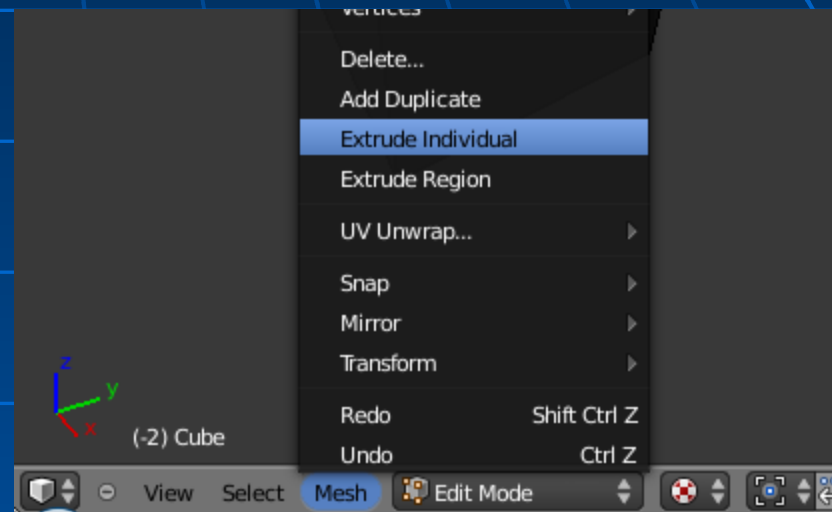 Vertices
Delete...
Add Duplicate
Extrude Individual
Extrude Region
UV Unwrap...
Snap
Mirror
Transform
Redo Shift Ctrl Z
Undo Ctrl Z
z
y
x
(-2) Cube
View Select Mesh Edit Mode